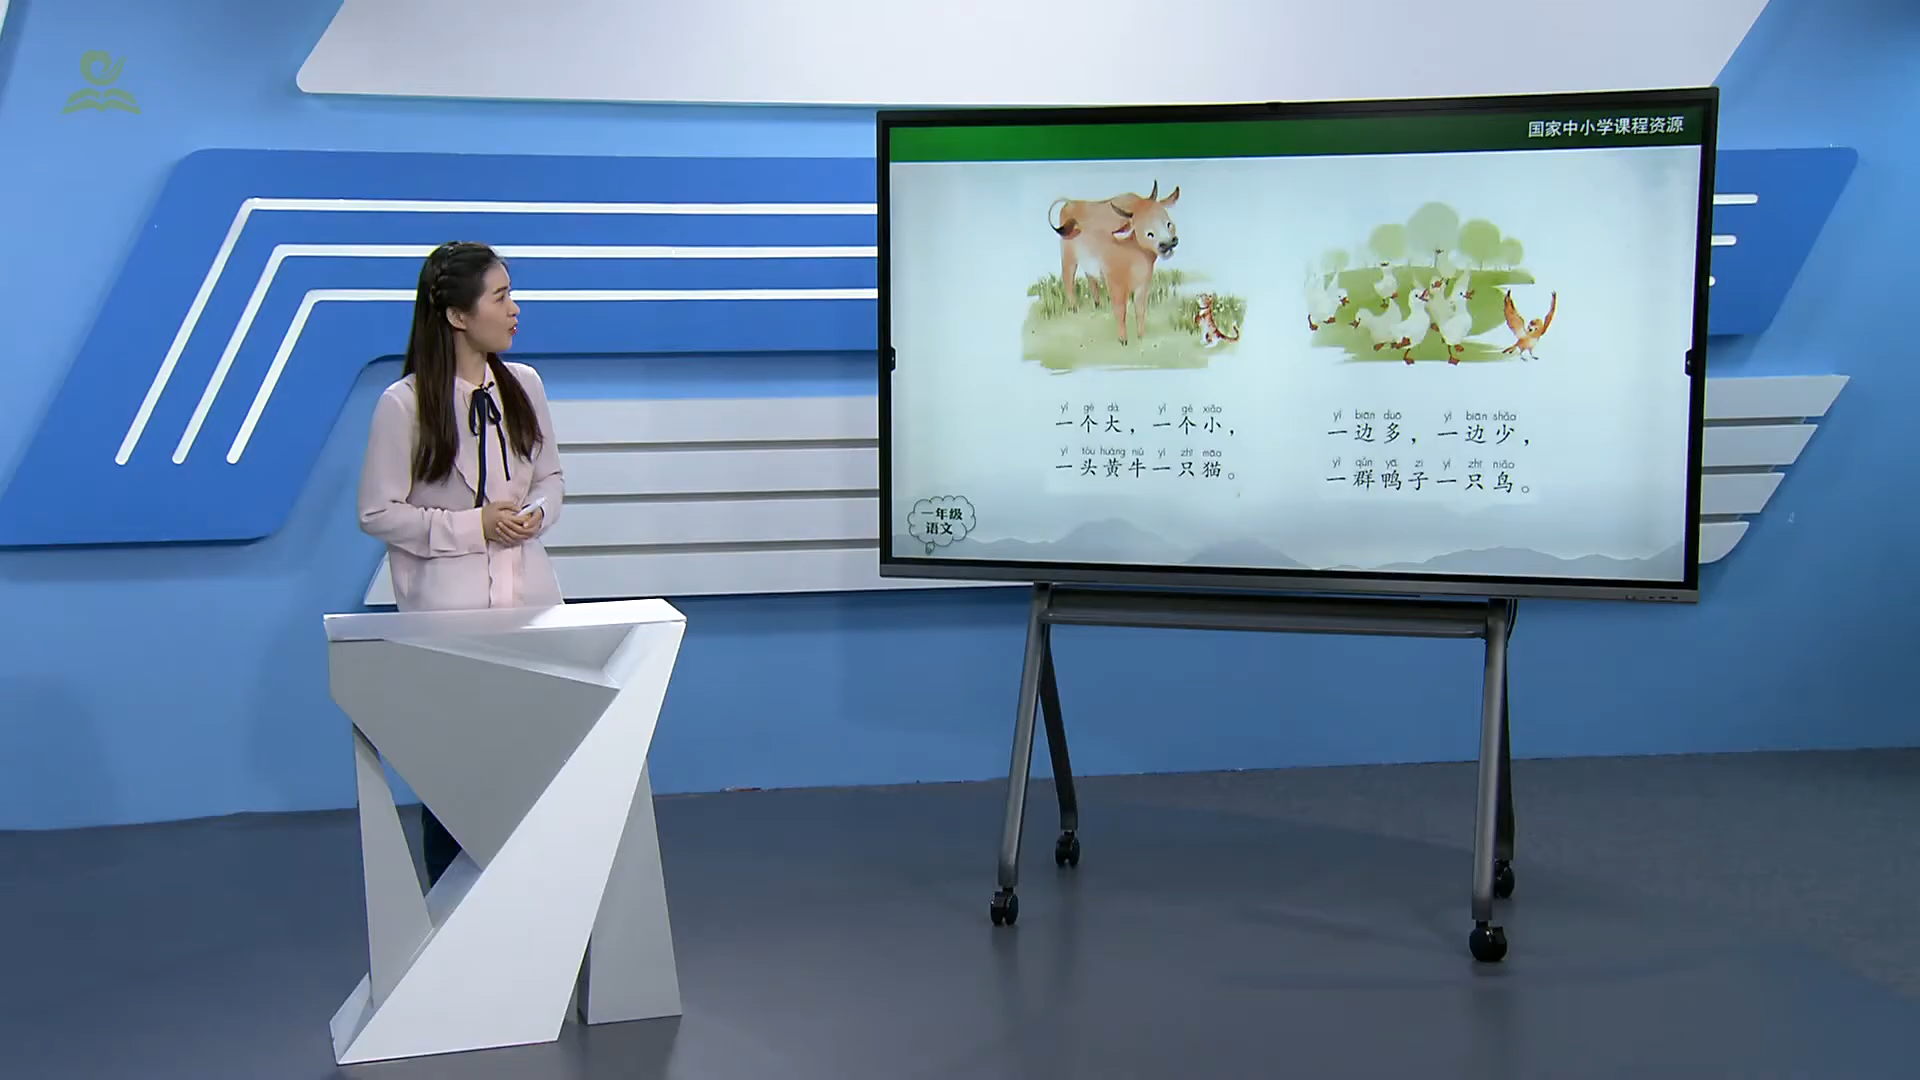 国家中小学课程资源
yí gè dà yí gè xiǎo
一个大，一个小，
yì tóu huáng niú yì zhī māo
一头黄牛一只猫。
yì biān duō yì biān shǎo
一边多，一边少，
yì qún yā zi yì zhī niǎo
一群鸭子一只鸟。
一年级
语文